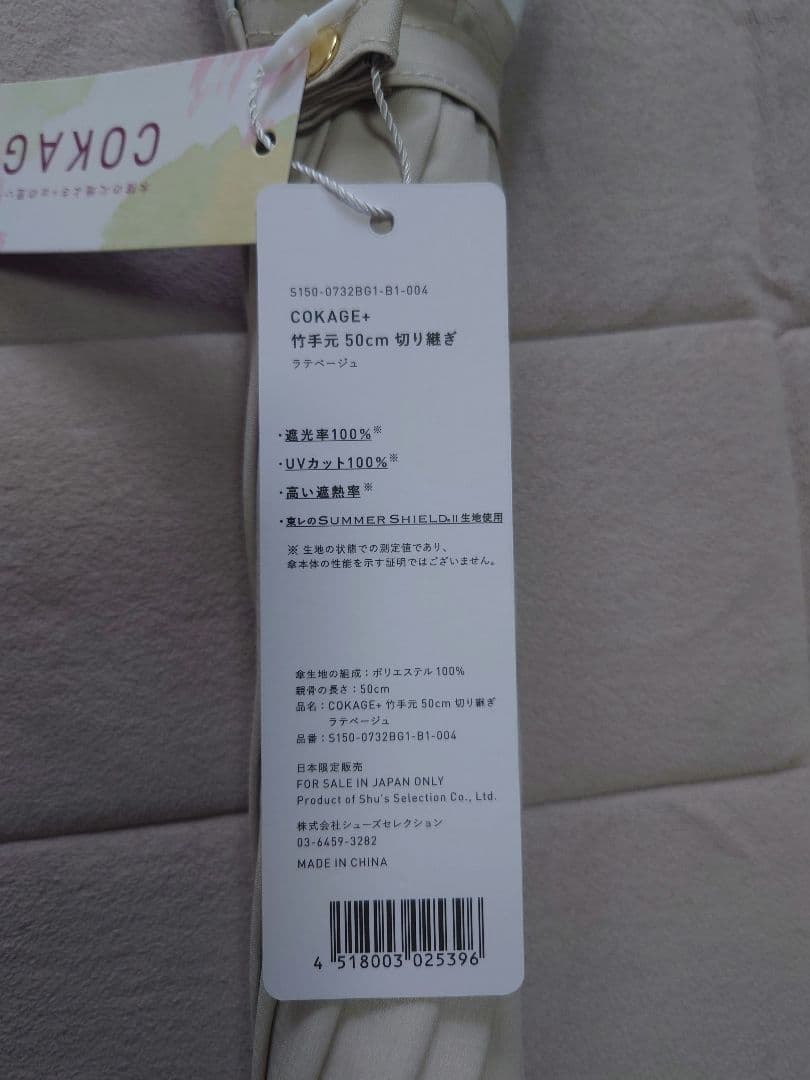 COKAG
S150-0732BG1-B1-004
COKAGE+
竹手元 50cm 切り継ぎ
ラテベージュ
・遮光率100%※
・UVカット100%※
・高い遮熱率※
・東レのSUMMER SHIELD®II生地使用
※ 生地の状態での測定値であり、
傘本体の性能を示す証明ではございません。
傘生地の組成：ポリエステル 100%
親骨の長さ：50cm
品名：COKAGE+ 竹手元 50cm 切り継ぎ
ラテベージュ
品番：S150-0732BG1-B1-004
日本限定販売
FOR SALE IN JAPAN ONLY
Product of Shu's Selection Co., Ltd.
株式会社シューズセレクション
03-6459-3282
MADE IN CHINA
4 518003 025396